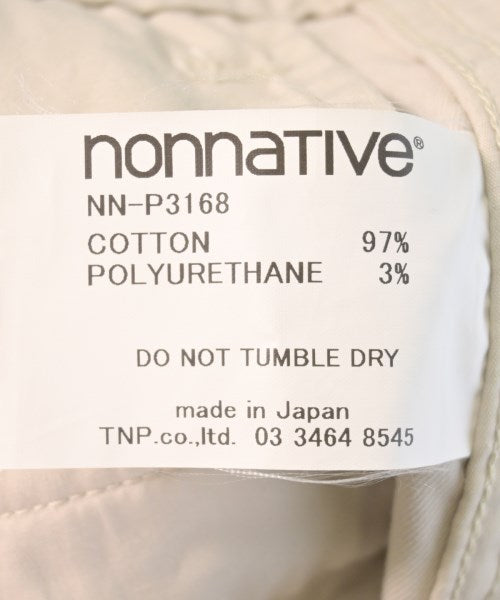 nonnative®
NN-P3168
COTTON 97%
POLYURETHANE 3%
DO NOT TUMBLE DRY
made in Japan
TNP.co.,ltd. 03 3464 8545